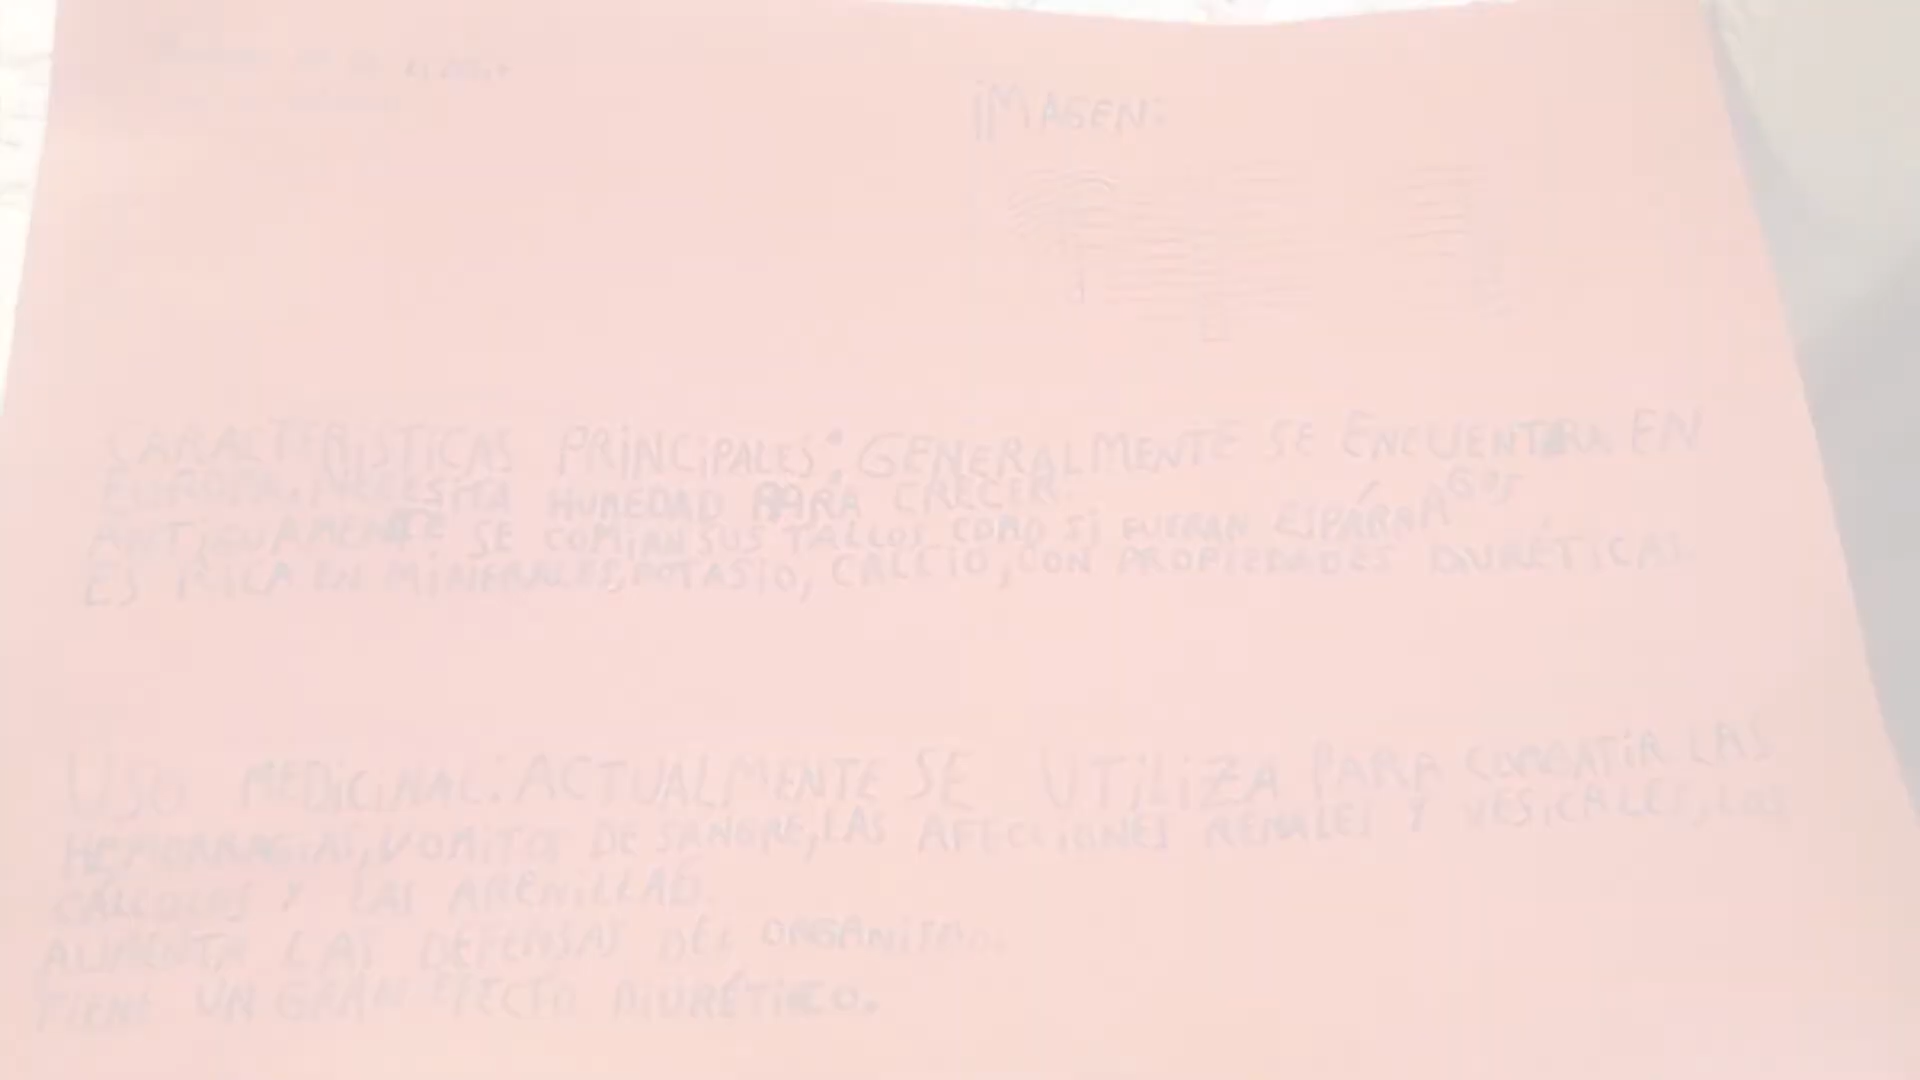 IMAGEN:
CARACTERISTICAS PRINCIPALES: GENERALMENTE SE ENCUENTRA EN
EUROPA, NECESITA HUMEDAD PARA CRECER
ANTIGUAMENTE SE COMIAN SUS TALLOS COMO SI FUERAN ESPÁRRAGOS
ES RICA EN MINERALES, POTASIO, CALCIO, CON PROPIEDADES DIURÉTICAS
USO MEDICINAL: ACTUALMENTE SE UTILIZA PARA COMBATIR LAS
HEMORRAGIAS, VOMITOS DE SANGRE, LAS AFECCIONES RENALES Y VESICALES, LOS
CÁLCULOS Y LAS ARENILLAS.
AUMENTA LAS DEFENSAS DEL ORGANISMO.
TIENE UN GRAN EFECTO DIURÉTICO.